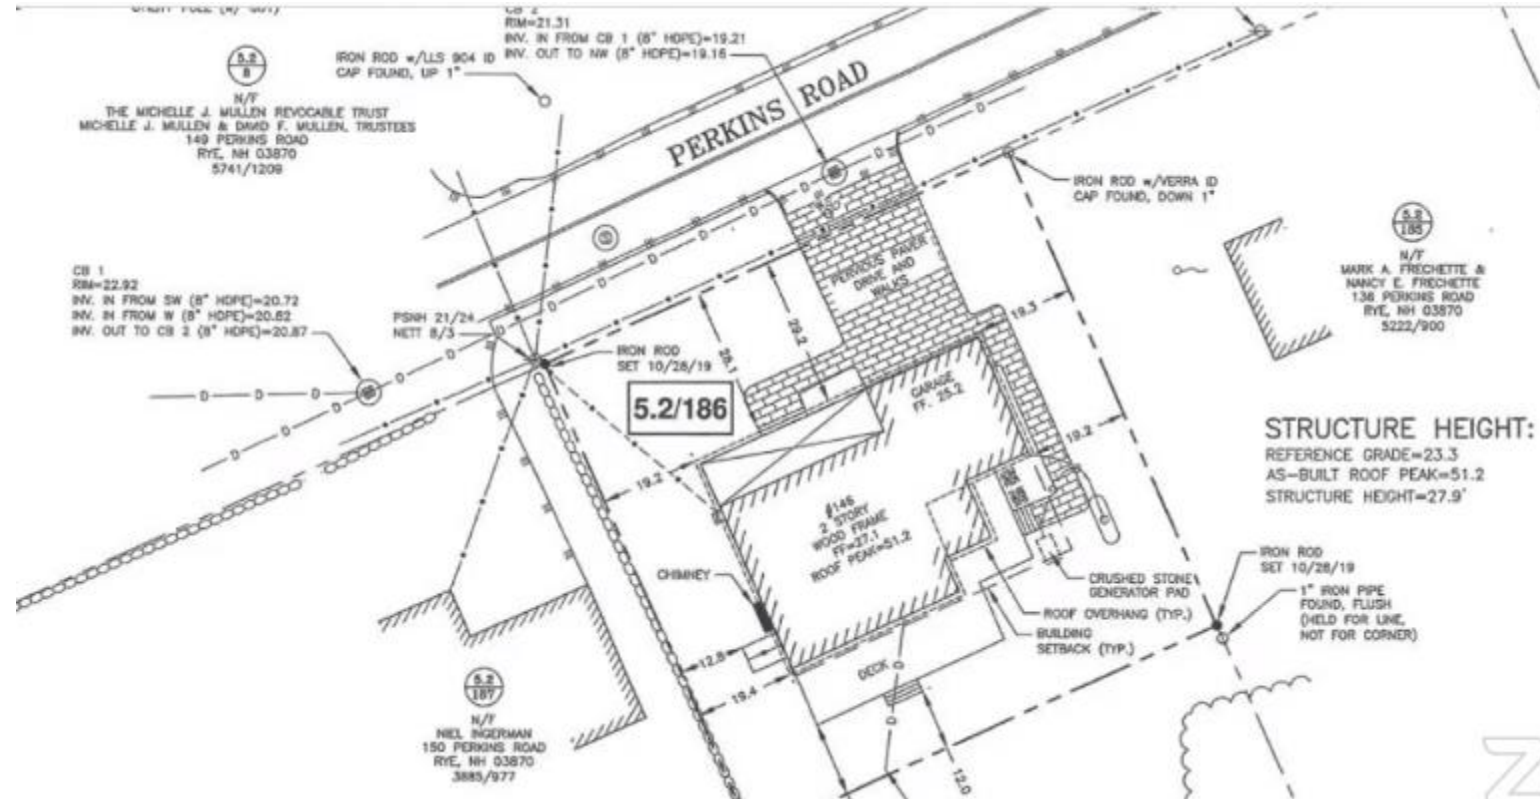 CB 2
RIM=21.31
INV. IN FROM CB 1 (8" HDPE)=19.21
INV. OUT TO NW (8" HDPE)=19.16
IRON ROD w/LLS 904 ID
CAP FOUND, UP 1"
5.2
8
N/F
THE MICHELLE J. MULLEN REVOCABLE TRUST
MICHELLE J. MULLEN & DAVID F. MULLEN, TRUSTEES
149 PERKINS ROAD
RYE, NH 03870
5741/1209
PERKINS ROAD
IRON ROD w/VERRA ID
CAP FOUND, DOWN 1"
5.2
185
N/F
MARK A. FRECHETTE &
NANCY E. FRECHETTE
136 PERKINS ROAD
RYE, NH 03870
5222/900
CB 1
RIM=22.92
INV. IN FROM SW (8" HDPE)=20.72
INV. IN FROM W (8" HDPE)=20.82
INV. OUT TO CB 2 (8" HDPE)=20.87
PSNH 21/24
NETT 8/3
IRON ROD
SET 10/28/19
PERVIOUS PAVER
DRIVE AND
WALKS
28.1
29.2
19.3
5.2/186
GARAGE
FF. 25.2
19.2
19.2
STRUCTURE HEIGHT:
REFERENCE GRADE=23.3
AS-BUILT ROOF PEAK=51.2
STRUCTURE HEIGHT=27.9'
#146
2 STORY
WOOD FRAME
FF=27.1
ROOF PEAK=51.2
CHIMNEY
CRUSHED STONE
GENERATOR PAD
ROOF OVERHANG (TYP.)
BUILDING
SETBACK (TYP.)
IRON ROD
SET 10/28/19
1" IRON PIPE
FOUND, FLUSH
(HELD FOR LINE,
NOT FOR CORNER)
12.8
19.4
DECK
12.0
5.2
187
N/F
NIEL INGERMAN
150 PERKINS ROAD
RYE, NH 03870
3885/977